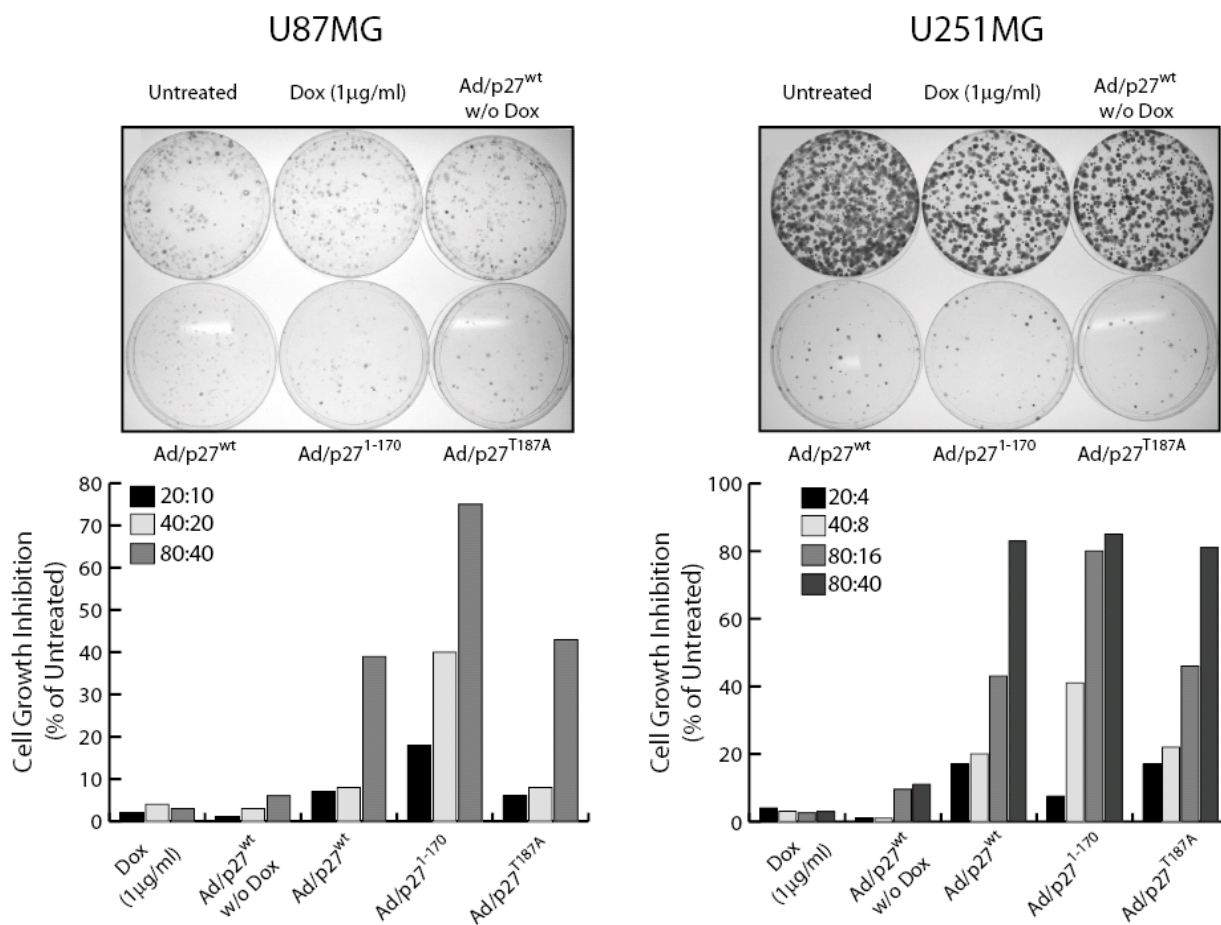 U87MG
Untreated
Dox (1μg/ml)
Ad/p27wt
w/o Dox
Ad/p27wt
Ad/p271-170
Ad/p27T187A
80
70
60
50
40
30
20
10
0
Cell Growth Inhibition
(% of Untreated)
20:10
40:20
80:40
Dox
(1μg/ml)
Ad/p27wt
w/o Dox
Ad/p27wt
Ad/p271-170
Ad/p27T187A
U251MG
Untreated
Dox (1μg/ml)
Ad/p27wt
w/o Dox
Ad/p27wt
Ad/p271-170
Ad/p27T187A
100
80
60
40
20
0
Cell Growth Inhibition
(% of Untreated)
20:4
40:8
80:16
80:40
Dox
(1μg/ml)
Ad/p27wt
w/o Dox
Ad/p27wt
Ad/p271-170
Ad/p27T187A